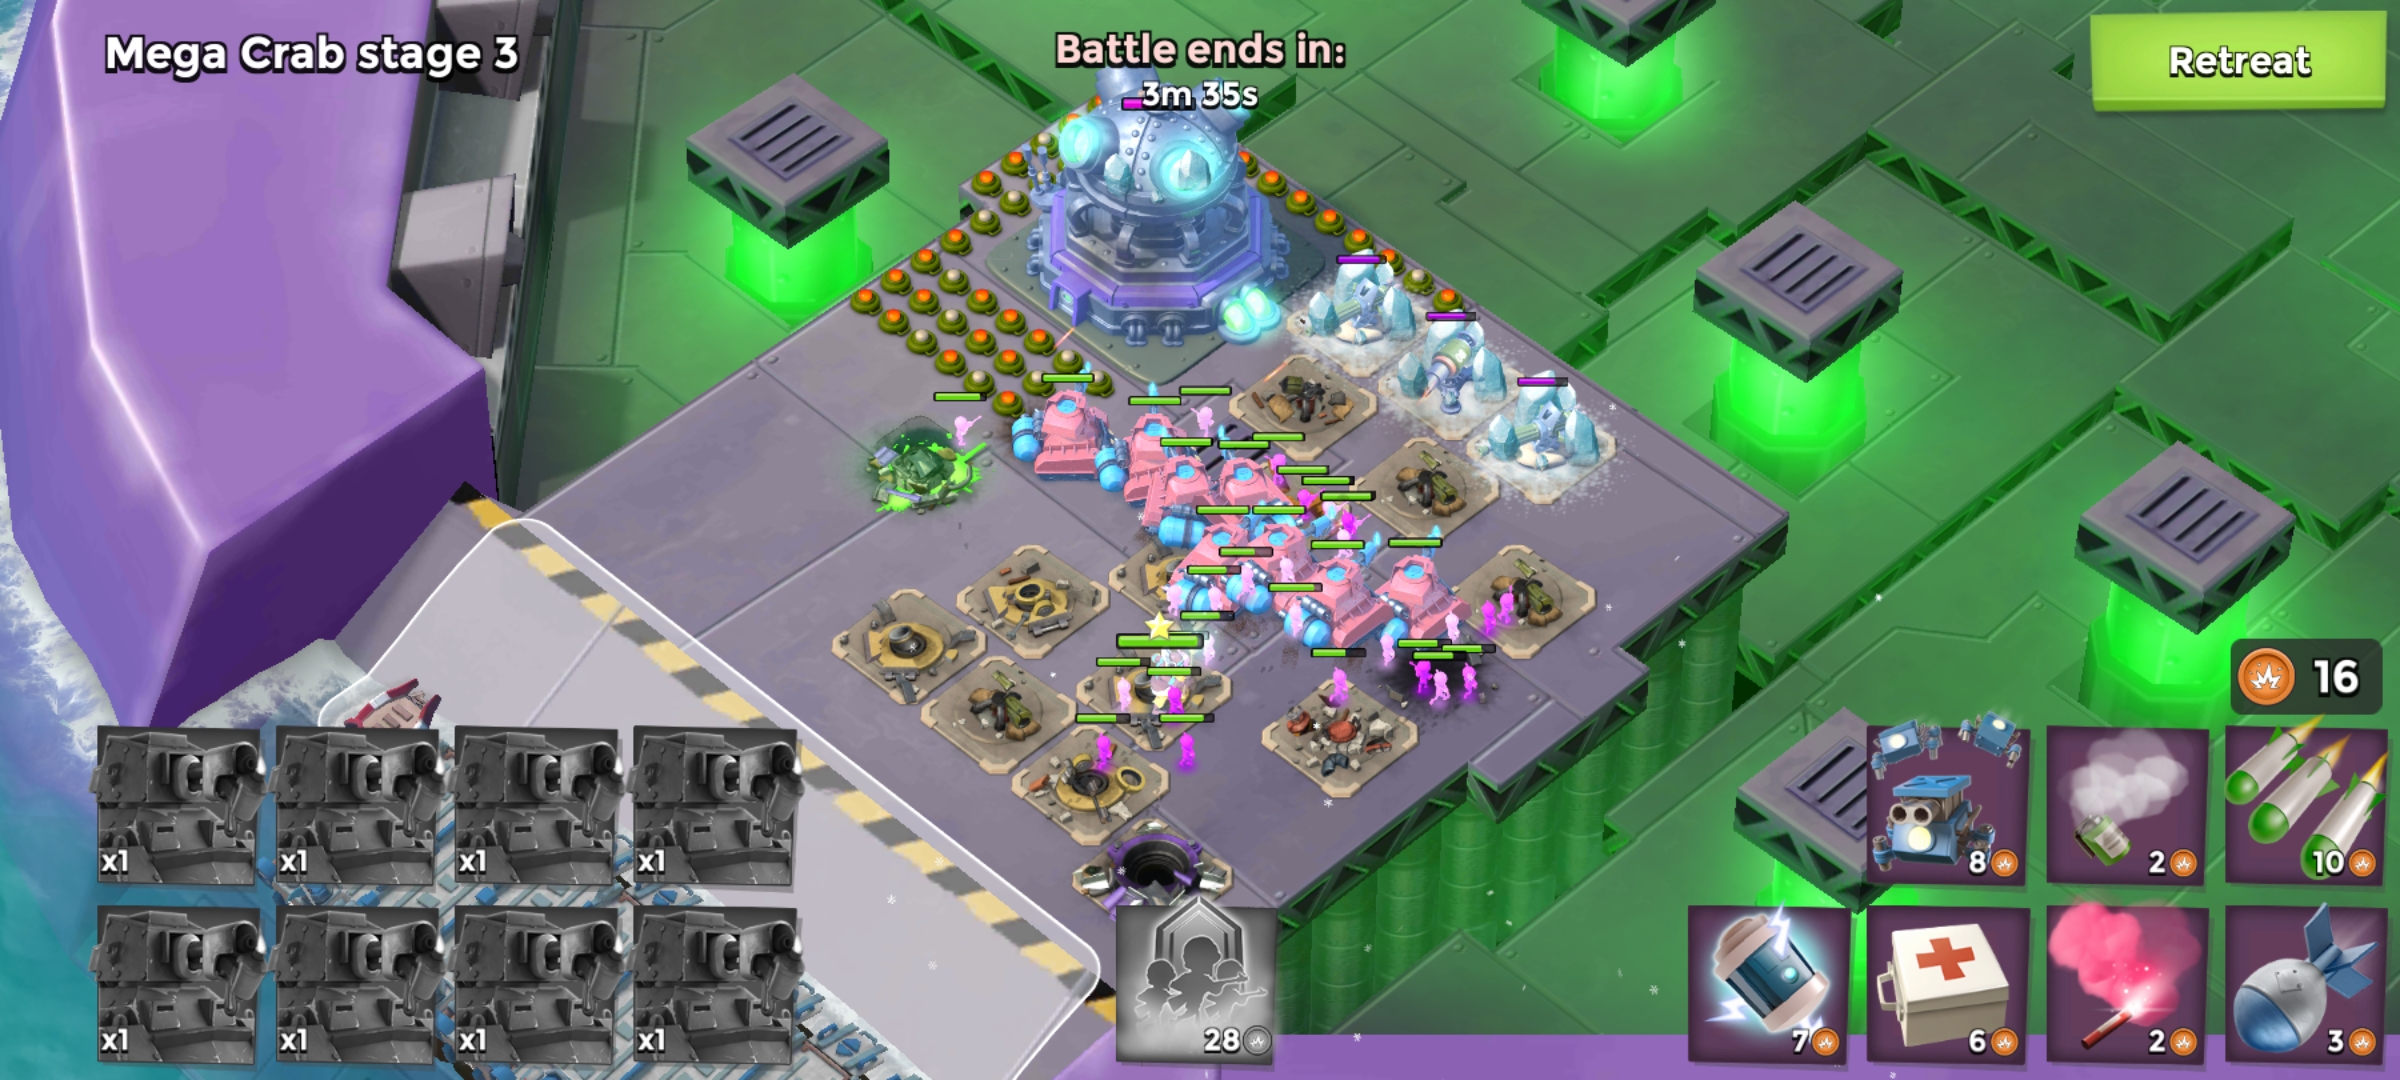 Mega Crab stage 3
Battle ends in:
3m 35s
Retreat
16
x1
x1
x1
x1
8
2
10
x1
x1
x1
x1
28
7
6
2
3